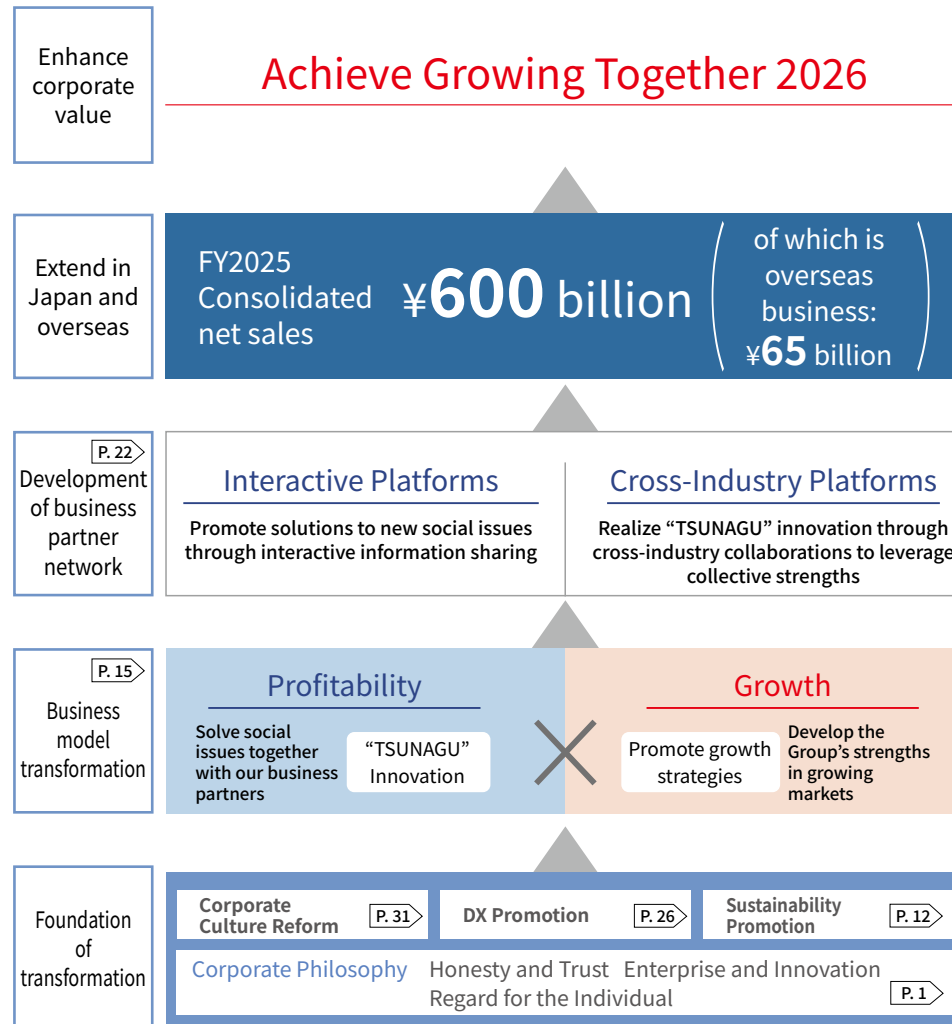 Enhance
corporate
value
Achieve Growing Together 2026
Extend in
Japan and
overseas
FY2025
Consolidated
net sales
¥600 billion
of which is
overseas
business:
¥65 billion
P. 22
Development
of business
partner
network
Interactive Platforms
Promote solutions to new social issues
through interactive information sharing
Cross-Industry Platforms
Realize “TSUNAGU” innovation through
cross-industry collaborations to leverage
collective strengths
P. 15
Business
model
transformation
Profitability
Solve social
issues together
with our business
partners
“TSUNAGU”
Innovation
Growth
Promote growth
strategies
Develop the
Group’s strengths
in growing
markets
Foundation
of
transformation
Corporate
Culture Reform
P. 31
DX Promotion
P. 26
Sustainability
Promotion
P. 12
Corporate Philosophy Honesty and Trust Enterprise and Innovation
Regard for the Individual
P. 1